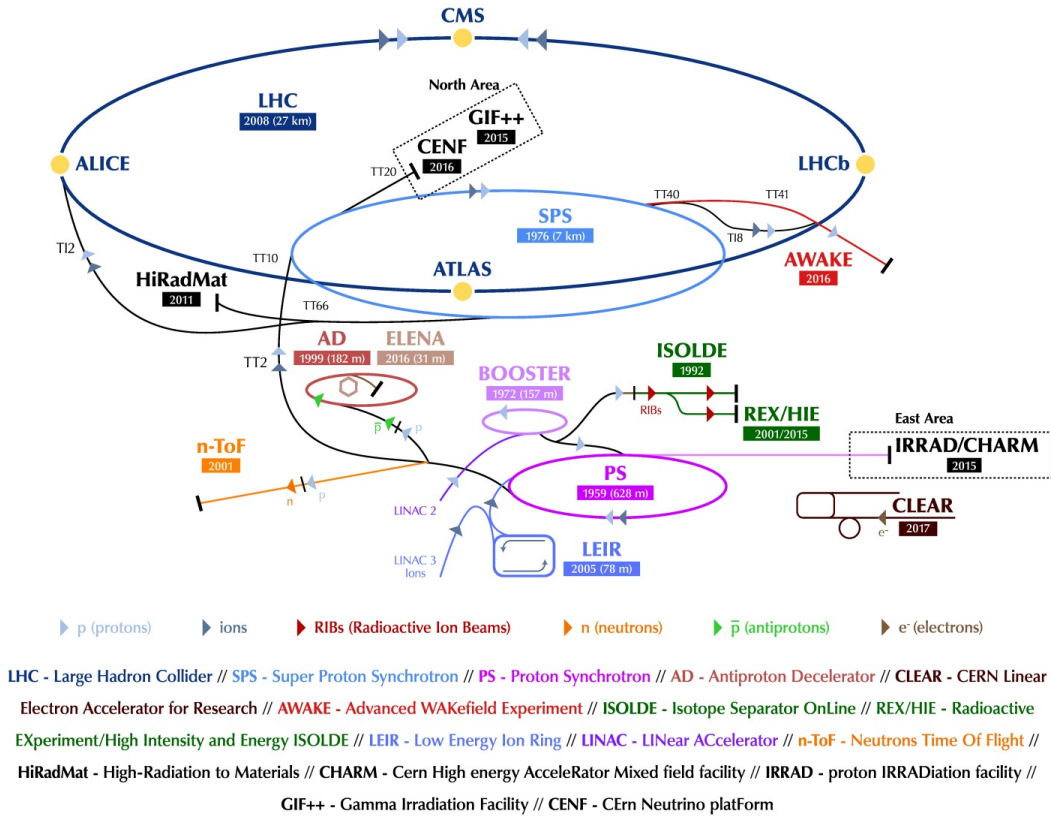 CMS
North Area
LHC
2008 (27 km)
GIF++
2015
CENF
2016
ALICE
LHCb
TT20
TT40
TT41
SPS
1976 (7 km)
TI8
TI2
TT10
ATLAS
AWAKE
2016
HiRadMat
2011
TT66
TT2
AD
1999 (182 m)
ELENA
2016 (31 m)
BOOSTER
1972 (157 m)
ISOLDE
1992
RIBs
REX/HIE
2001/2015
p̅
p
East Area
n-ToF
2001
IRRAD/CHARM
2015
PS
1959 (628 m)
n
p
LINAC 2
CLEAR
2017
e-
LINAC 3
Ions
LEIR
2005 (78 m)
p (protons)
ions
RIBs (Radioactive Ion Beams)
n (neutrons)
p̅ (antiprotons)
e- (electrons)
LHC - Large Hadron Collider // SPS - Super Proton Synchrotron // PS - Proton Synchrotron // AD - Antiproton Decelerator // CLEAR - CERN Linear
Electron Accelerator for Research // AWAKE - Advanced WAKefield Experiment // ISOLDE - Isotope Separator OnLine // REX/HIE - Radioactive
EXperiment/High Intensity and Energy ISOLDE // LEIR - Low Energy Ion Ring // LINAC - LINear ACcelerator // n-ToF - Neutrons Time Of Flight //
HiRadMat - High-Radiation to Materials // CHARM - Cern High energy AcceleRator Mixed field facility // IRRAD - proton IRRADiation facility //
GIF++ - Gamma Irradiation Facility // CENF - CErn Neutrino platForm